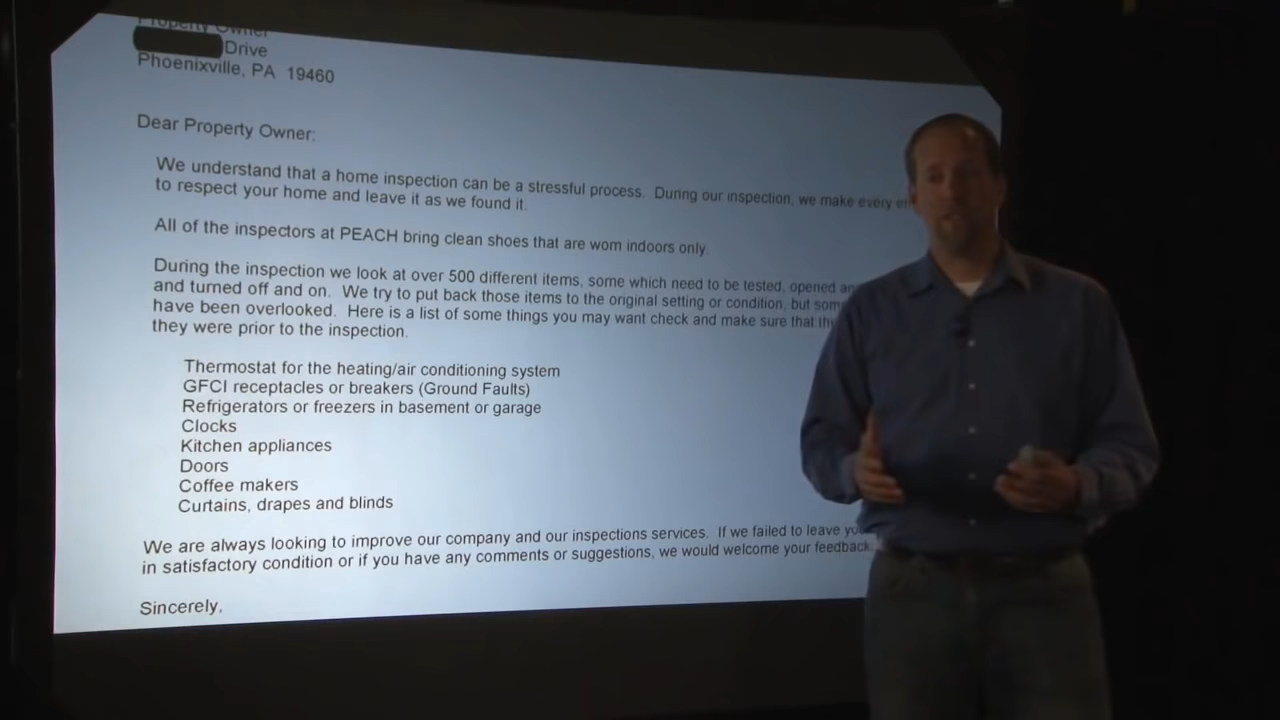 Property Owner
Drive
Phoenixville, PA 19460
Dear Property Owner:
We understand that a home inspection can be a stressful process. During our inspection, we make every
to respect your home and leave it as we found it.
All of the inspectors at PEACH bring clean shoes that are worn indoors only.
During the inspection we look at over 500 different items, some which need to be tested, opened
and turned off and on. We try to put back those items to the original setting or condition, but
have been overlooked. Here is a list of some things you may want check and make sure that
they were prior to the inspection.
Thermostat for the heating/air conditioning system
GFCI receptacles or breakers (Ground Faults)
Refrigerators or freezers in basement or garage
Clocks
Kitchen appliances
Doors
Coffee makers
Curtains, drapes and blinds
We are always looking to improve our company and our inspections services. If we failed to leave
in satisfactory condition or if you have any comments or suggestions, we would welcome your feedback
Sincerely,